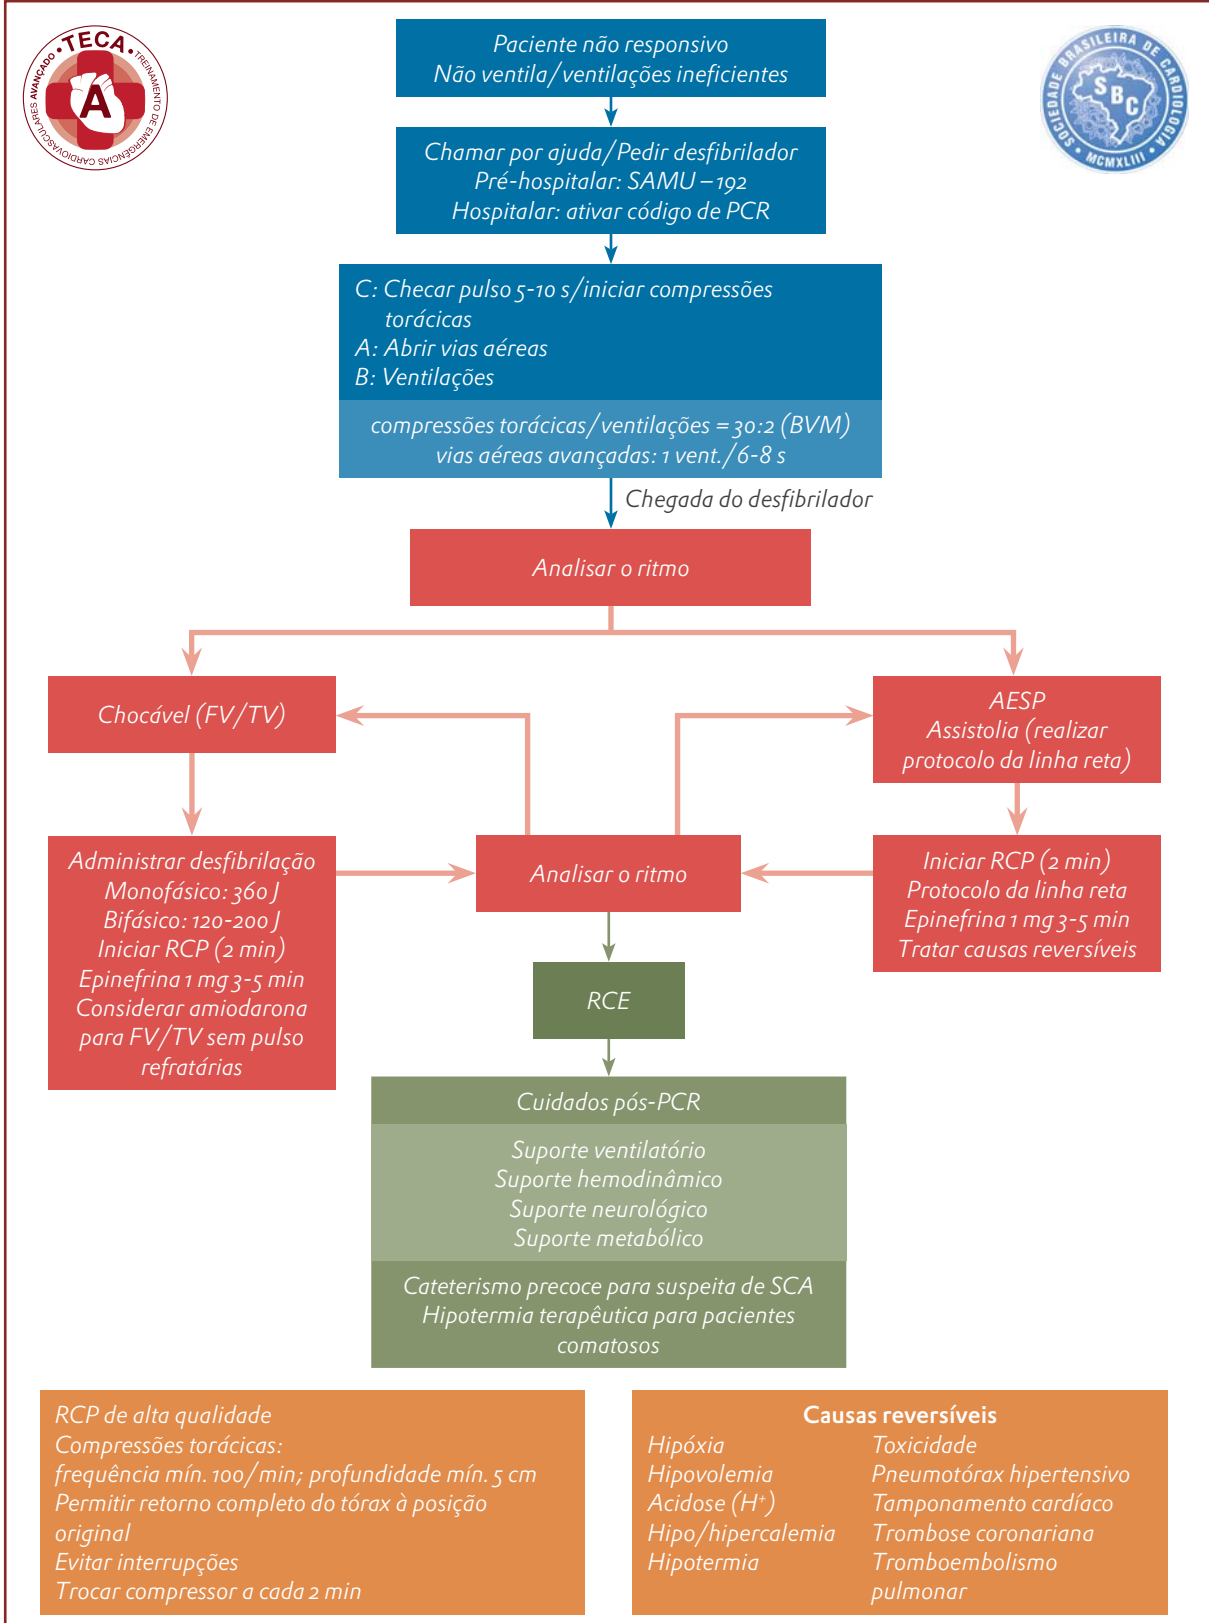 TECA
TREINAMENTO DE EMERGÊNCIAS CARDIOVASCULARES AVANÇADO
A
SOCIEDADE BRASILEIRA DE CARDIOLOGIA
SBC
MCMXLIII
Paciente não responsivo
Não ventila/ventilações ineficientes
Chamar por ajuda/Pedir desfibrilador
Pré-hospitalar: SAMU – 192
Hospitalar: ativar código de PCR
C: Checar pulso 5-10 s/iniciar compressões
torácicas
A: Abrir vias aéreas
B: Ventilações
compressões torácicas/ventilações = 30:2 (BVM)
vias aéreas avançadas: 1 vent./6-8 s
Chegada do desfibrilador
Analisar o ritmo
Chocável (FV/TV)
AESP
Assistolia (realizar
protocolo da linha reta)
Administrar desfibrilação
Monofásico: 360 J
Bifásico: 120-200 J
Iniciar RCP (2 min)
Epinefrina 1 mg 3-5 min
Considerar amiodarona
para FV/TV sem pulso
refratárias
Analisar o ritmo
Iniciar RCP (2 min)
Protocolo da linha reta
Epinefrina 1 mg 3-5 min
Tratar causas reversíveis
RCE
Cuidados pós-PCR
Suporte ventilatório
Suporte hemodinâmico
Suporte neurológico
Suporte metabólico
Cateterismo precoce para suspeita de SCA
Hipotermia terapêutica para pacientes
comatosos
RCP de alta qualidade
Compressões torácicas:
frequência mín. 100/min; profundidade mín. 5 cm
Permitir retorno completo do tórax à posição
original
Evitar interrupções
Trocar compressor a cada 2 min
Causas reversíveis
Hipóxia
Hipovolemia
Acidose (H⁺)
Hipo/hipercalemia
Hipotermia
Toxicidade
Pneumotórax hipertensivo
Tamponamento cardíaco
Trombose coronariana
Tromboembolismo
pulmonar